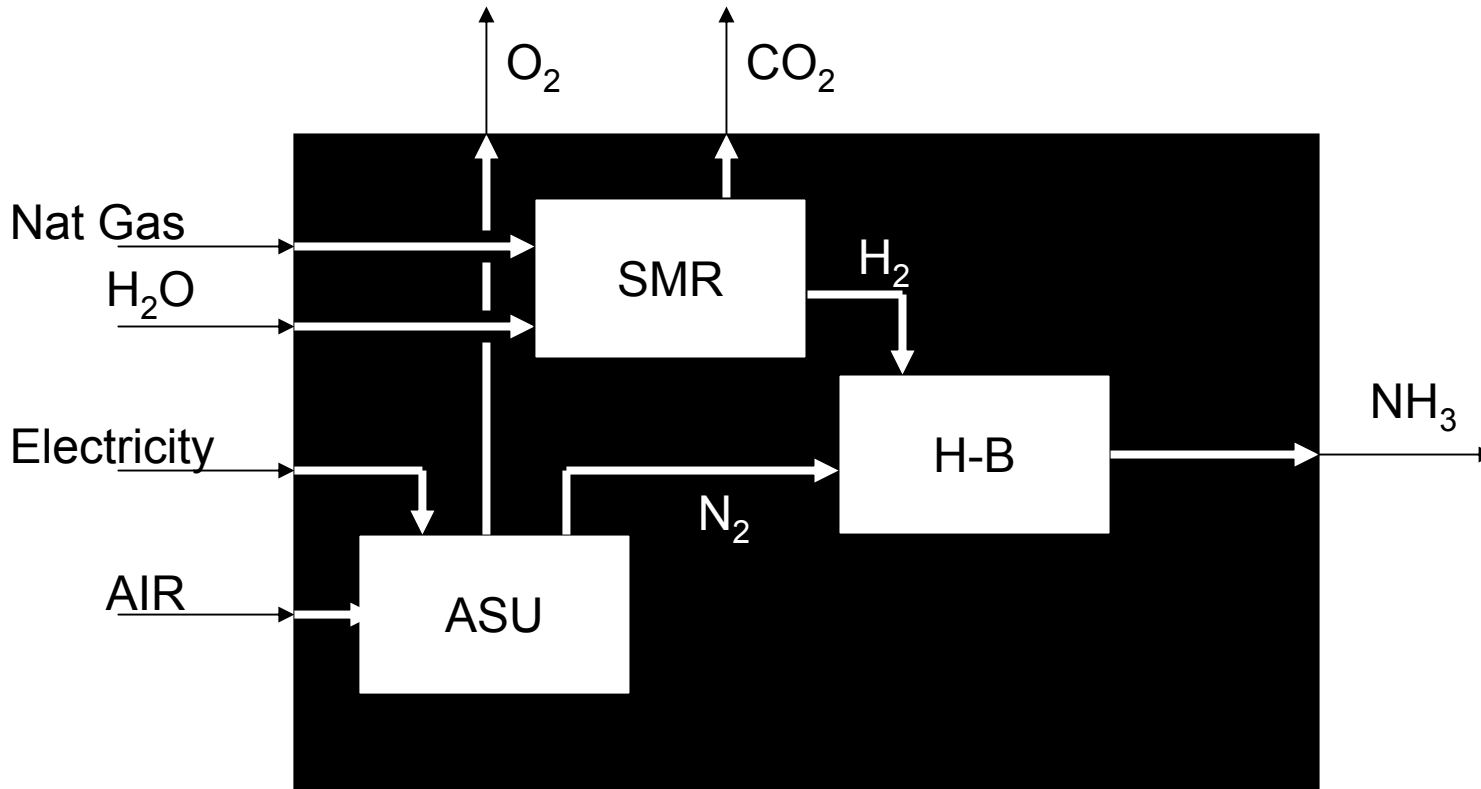 O₂
CO₂
Nat Gas
H₂O
SMR
H₂
Electricity
NH₃
H-B
N₂
AIR
ASU